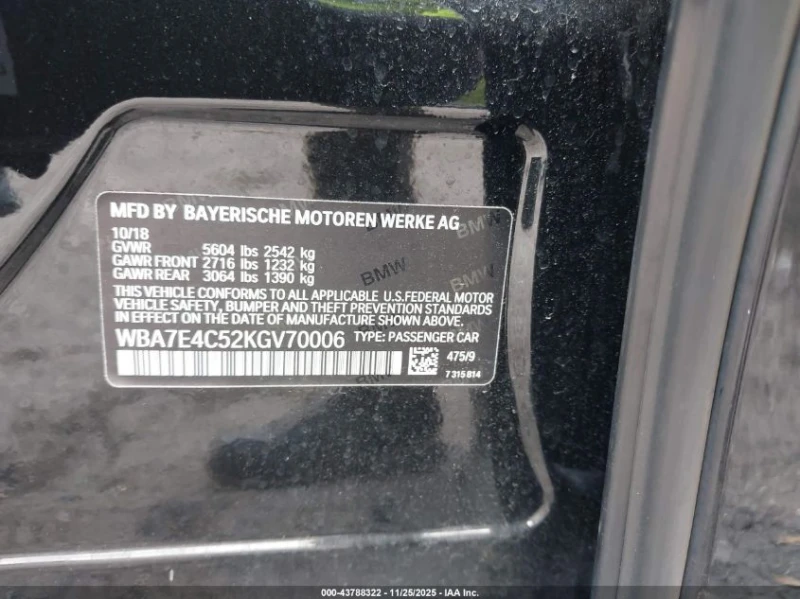 MFD BY BAYERISCHE MOTOREN WERKE AG
10/18
GVWR 5604 lbs 2542 kg
GAWR FRONT 2716 lbs 1232 kg
GAWR REAR 3064 lbs 1390 kg
THIS VEHICLE CONFORMS TO ALL APPLICABLE U.S.FEDERAL MOTOR
VEHICLE SAFETY, BUMPER AND THEFT PREVENTION STANDARDS
IN EFFECT ON THE DATE OF MANUFACTURE SHOWN ABOVE.
WBA7E4C52KGV70006 TYPE: PASSENGER CAR
475/9
7 315 814
BMW
BMW
BMW
BMW
000-43788322 - 11/25/2025 - IAA Inc.